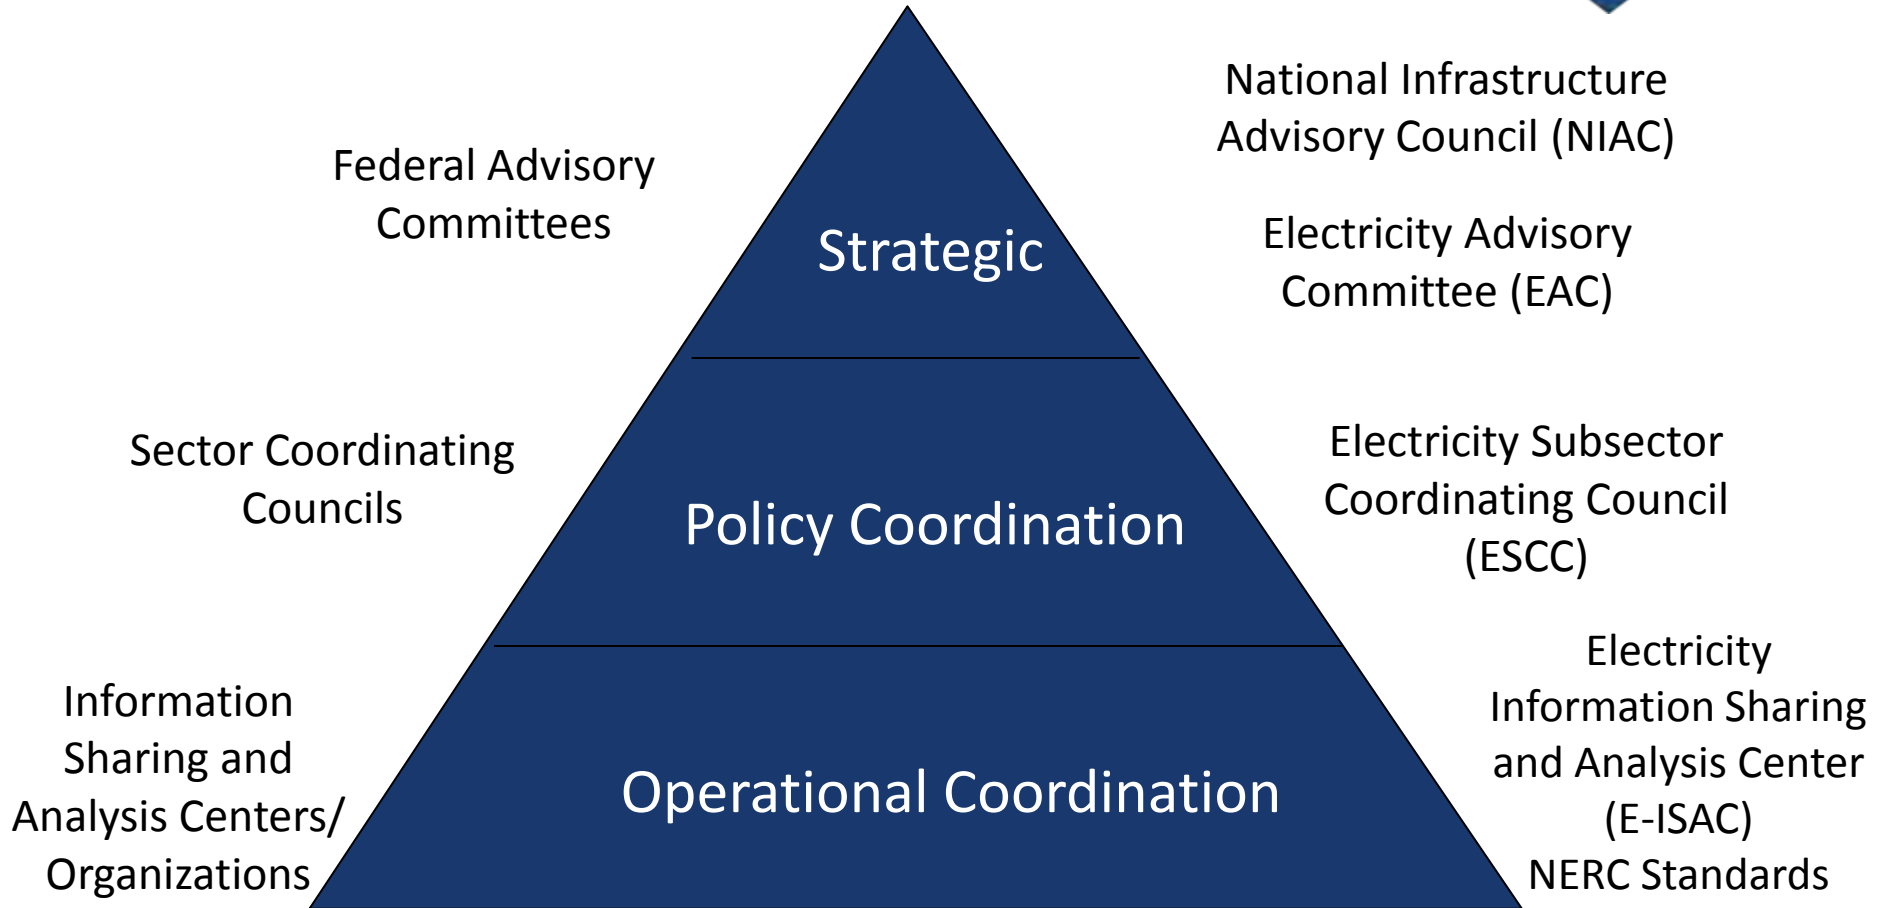 Federal Advisory
Committees
Strategic
National Infrastructure
Advisory Council (NIAC)
Electricity Advisory
Committee (EAC)
Sector Coordinating
Councils
Policy Coordination
Electricity Subsector
Coordinating Council
(ESCC)
Information
Sharing and
Analysis Centers/
Organizations
Operational Coordination
Electricity
Information Sharing
and Analysis Center
(E-ISAC)
NERC Standards